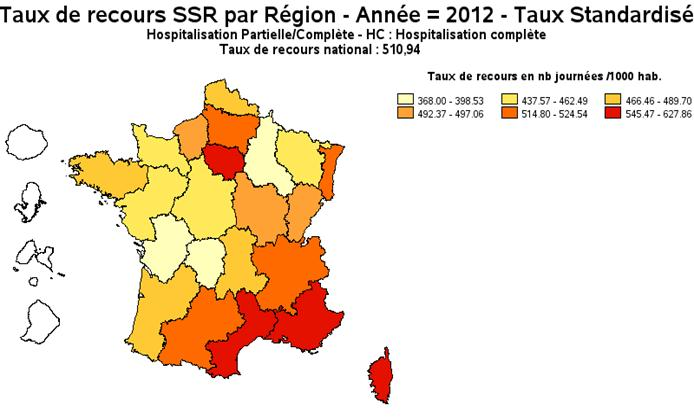 Taux de recours SSR par Région - Année = 2012 - Taux Standardisé
Hospitalisation Partielle/Complète - HC : Hospitalisation complète
Taux de recours national : 510,94
Taux de recours en nb journées /1000 hab.
368.00 - 398.53 437.57 - 462.49 466.46 - 489.70
492.37 - 497.06 514.80 - 524.54 545.47 - 627.86